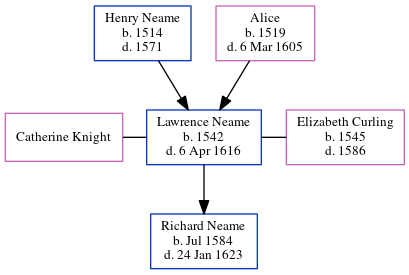 Henry Neame
b. 1514
d. 1571
Alice
b. 1519
d. 6 Mar 1605
Catherine Knight
Lawrence Neame
b. 1542
d. 6 Apr 1616
Elizabeth Curling
b. 1545
d. 1586
Richard Neame
b. Jul 1584
d. 24 Jan 1623